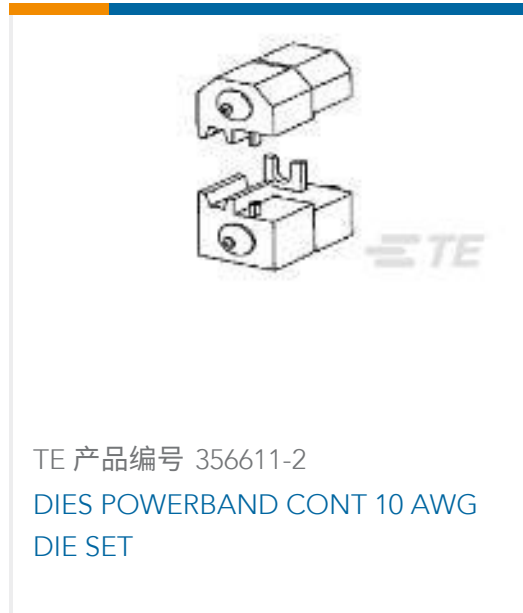 TE
TE 产品编号 356611-2
DIES POWERBAND CONT 10 AWG
DIE SET